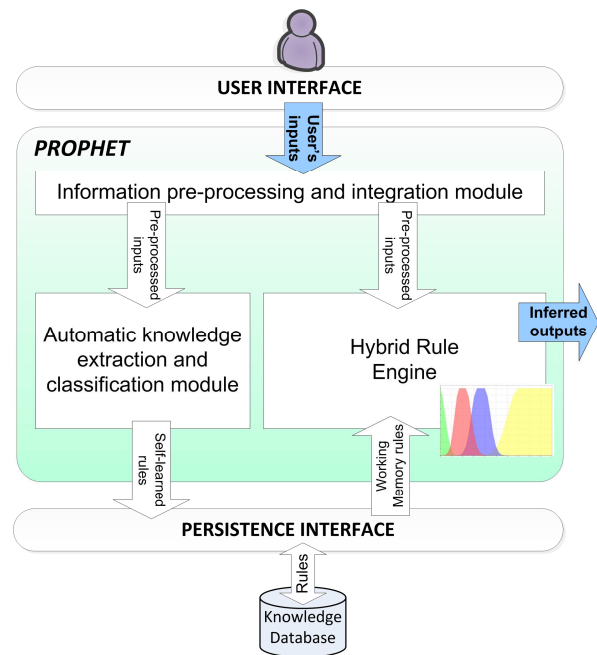 USER INTERFACE
User's
inputs
PROPHET
Information pre-processing and integration module
Pre-processed
inputs
Pre-processed
inputs
Automatic knowledge
extraction and
classification module
Hybrid Rule
Engine
Inferred
outputs
Self-learned
rules
Working
Memory rules
PERSISTENCE INTERFACE
Rules
Knowledge
Database